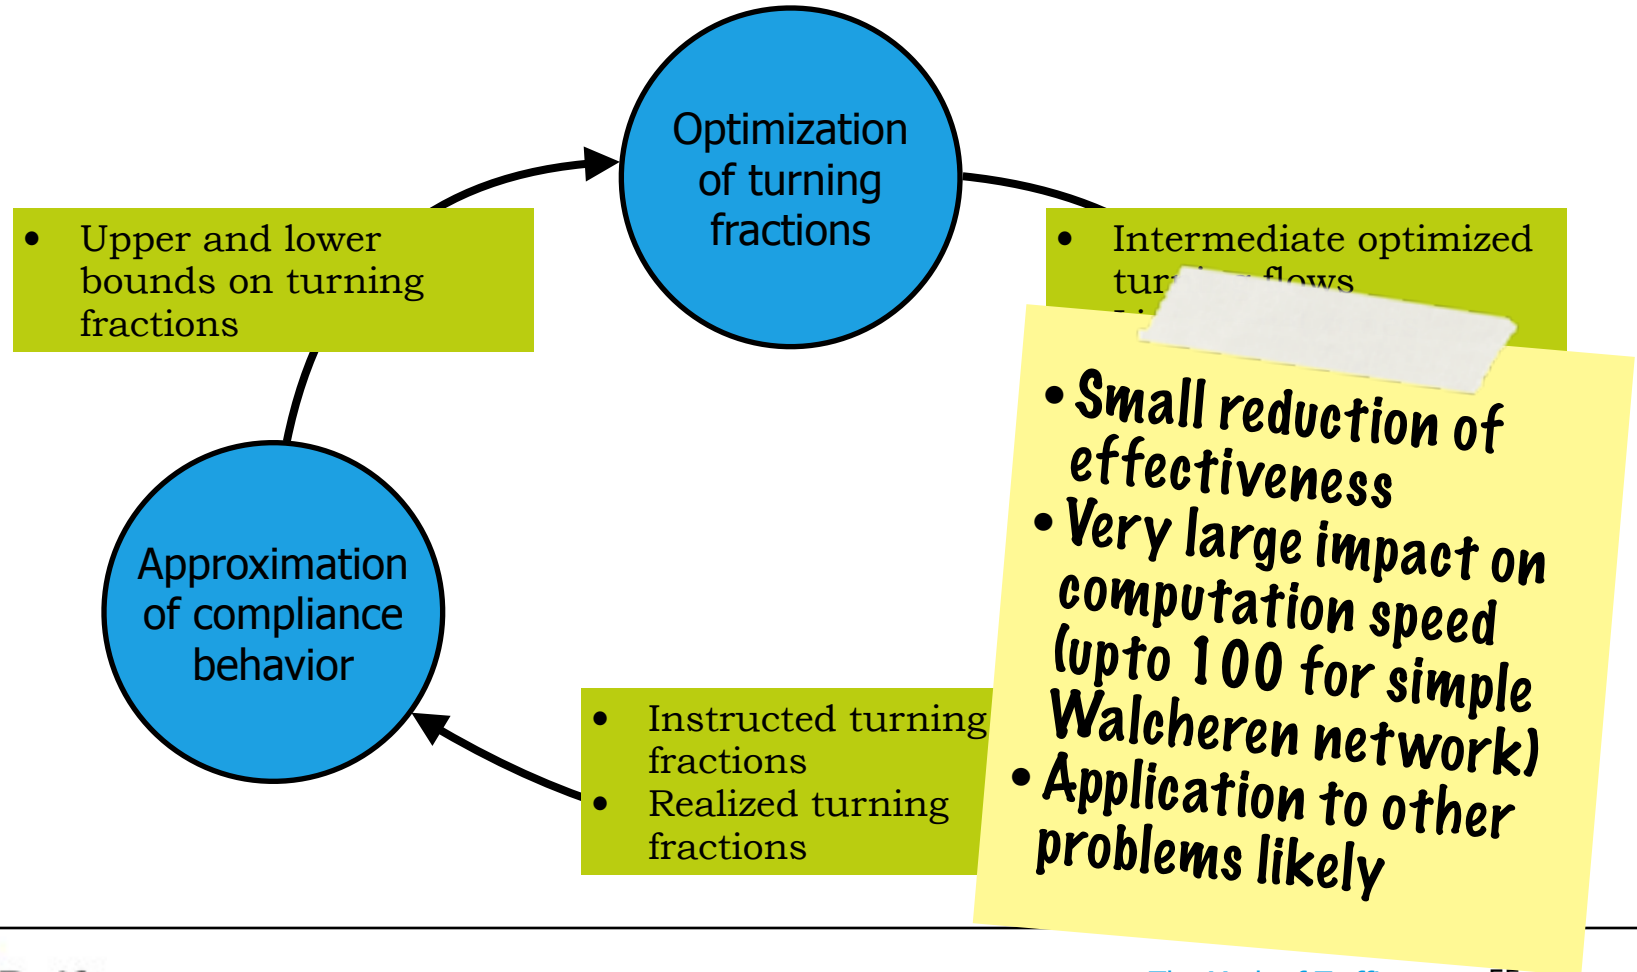 Optimization
of turning
fractions
• Upper and lower
bounds on turning
fractions
• Intermediate optimized
flows
Approximation
of compliance
behavior
• Instructed turning
fractions
• Realized turning
fractions
• Small reduction of
effectiveness
• Very large impact on
computation speed
(upto 100 for simple
Walcheren network)
• Application to other
problems likely